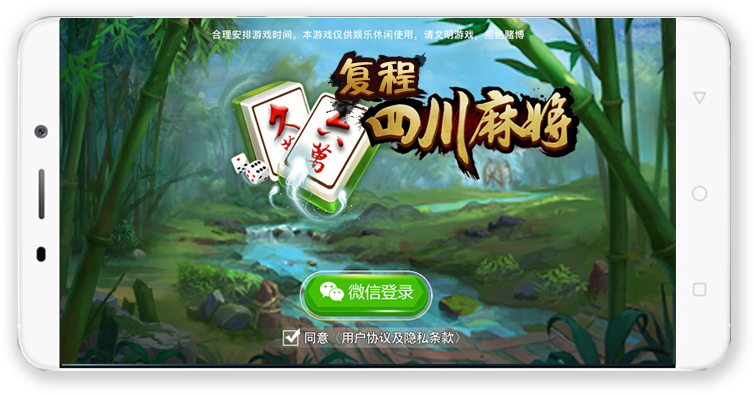 合理安排游戏时间，本游戏仅供娱乐休闲使用，请文明游戏，拒绝赌博
复程
四川麻将
六萬
微信登录
同意（用户协议及隐私条款）